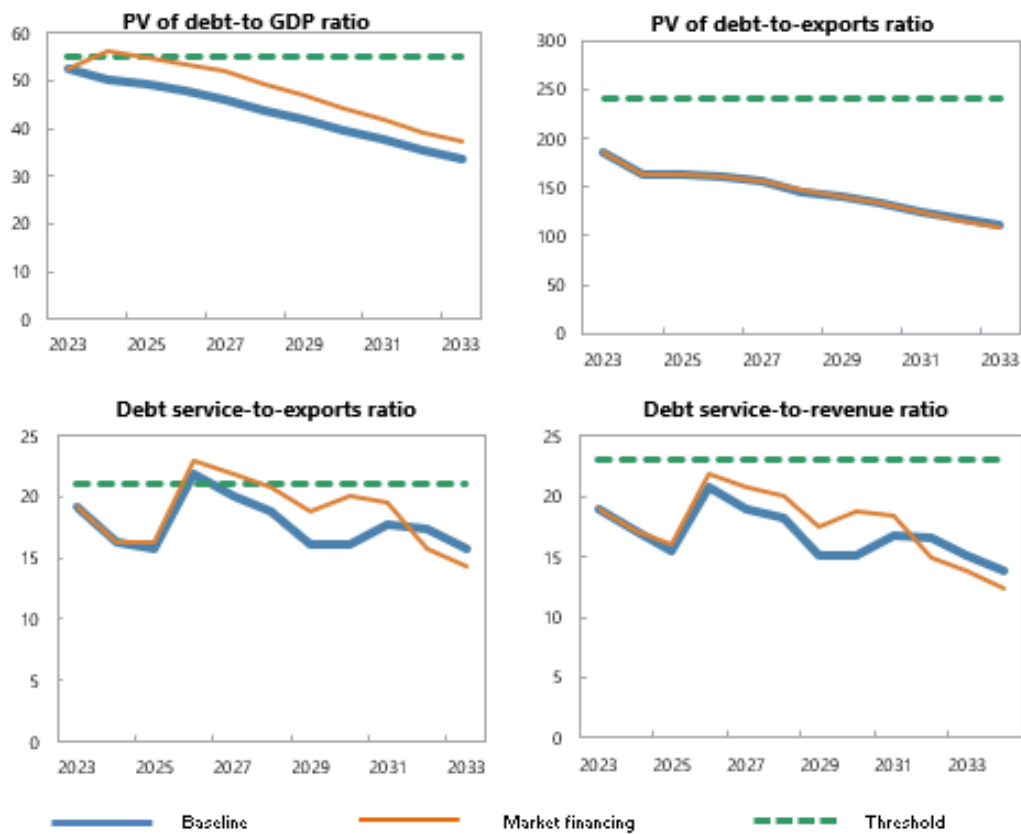 PV of debt-to GDP ratio
60
50
40
30
20
10
0
2023 2025 2027 2029 2031 2033
PV of debt-to-exports ratio
300
250
200
150
100
50
0
2023 2025 2027 2029 2031 2033
Debt service-to-exports ratio
25
20
15
10
5
0
2023 2025 2027 2029 2031 2033
Debt service-to-revenue ratio
25
20
15
10
5
0
2023 2025 2027 2029 2031 2033
Baseline Market financing Threshold